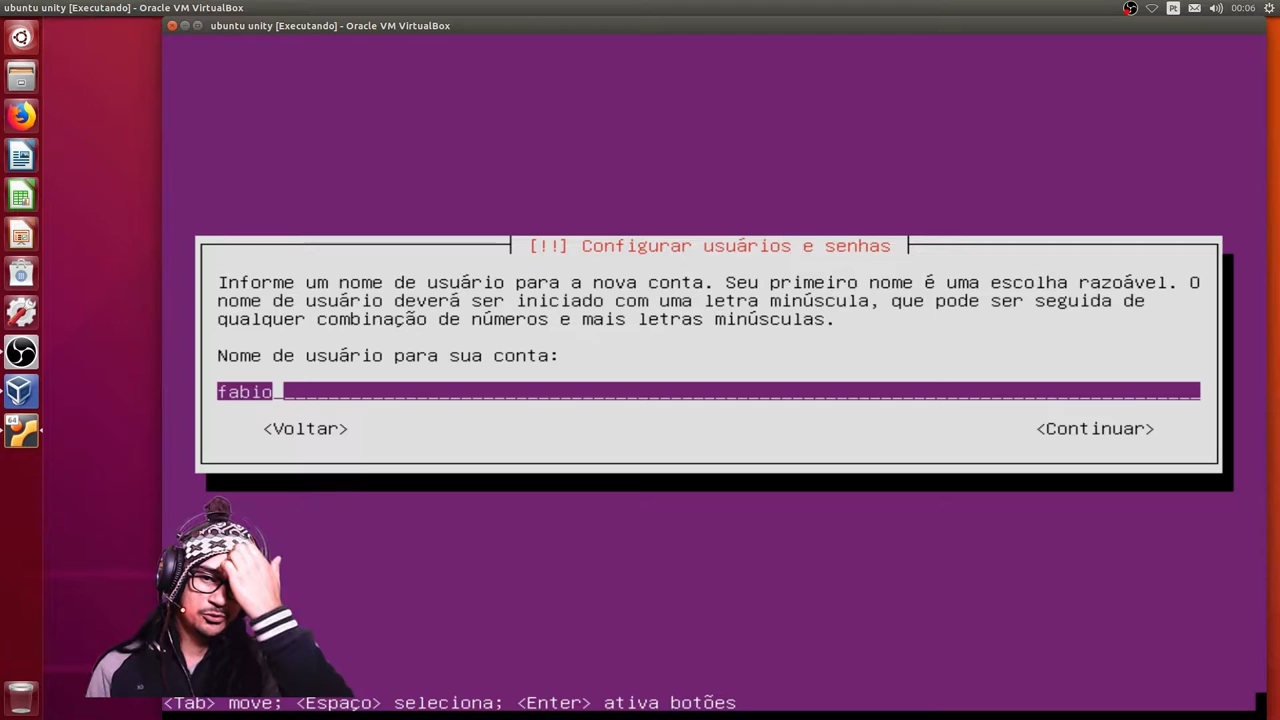 ubuntu unity [Executando] - Oracle VM VirtualBox
Pt
00:06
ubuntu unity [Executando] - Oracle VM VirtualBox
[!!] Configurar usuários e senhas
Informe um nome de usuário para a nova conta. Seu primeiro nome é uma escolha razoável. O
nome de usuário deverá ser iniciado com uma letra minúscula, que pode ser seguida de
qualquer combinação de números e mais letras minúsculas.
Nome de usuário para sua conta:
fabio
<Voltar>
<Continuar>
64
<Tab> move; <Espaço> seleciona; <Enter> ativa botões